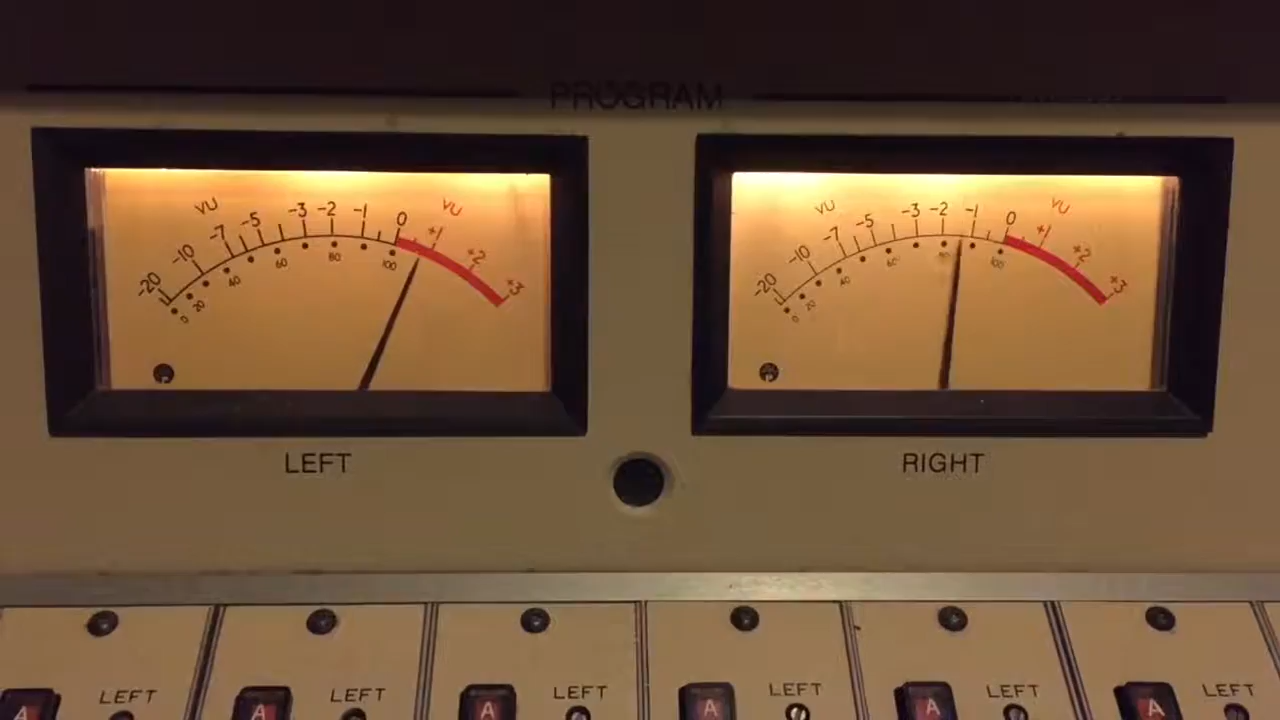 PROGRAM
VU VU
-20 -10 -7 -5 -3 -2 -1 0 +1 +2 +3
0 20 40 60 80 100
VU VU
-20 -10 -7 -5 -3 -2 -1 0 +1 +2 +3
0 20 40 60 80 100
LEFT RIGHT
LEFT LEFT LEFT LEFT LEFT LEFT
A A A A A A